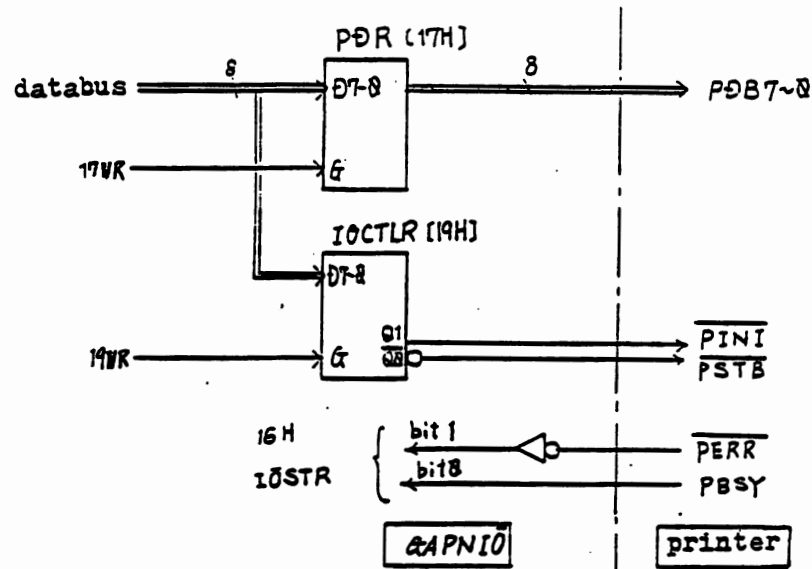 PDR [17H]
databus
8
D7-0
8
PDB7~0
17WR
G
IOCTLR [19H]
D7-0
Q1
PINI
19WR
G
Q0
PSTB
16H
bit 1
PERR
IOSTR
bit0
PBSY
GAPNIO
printer